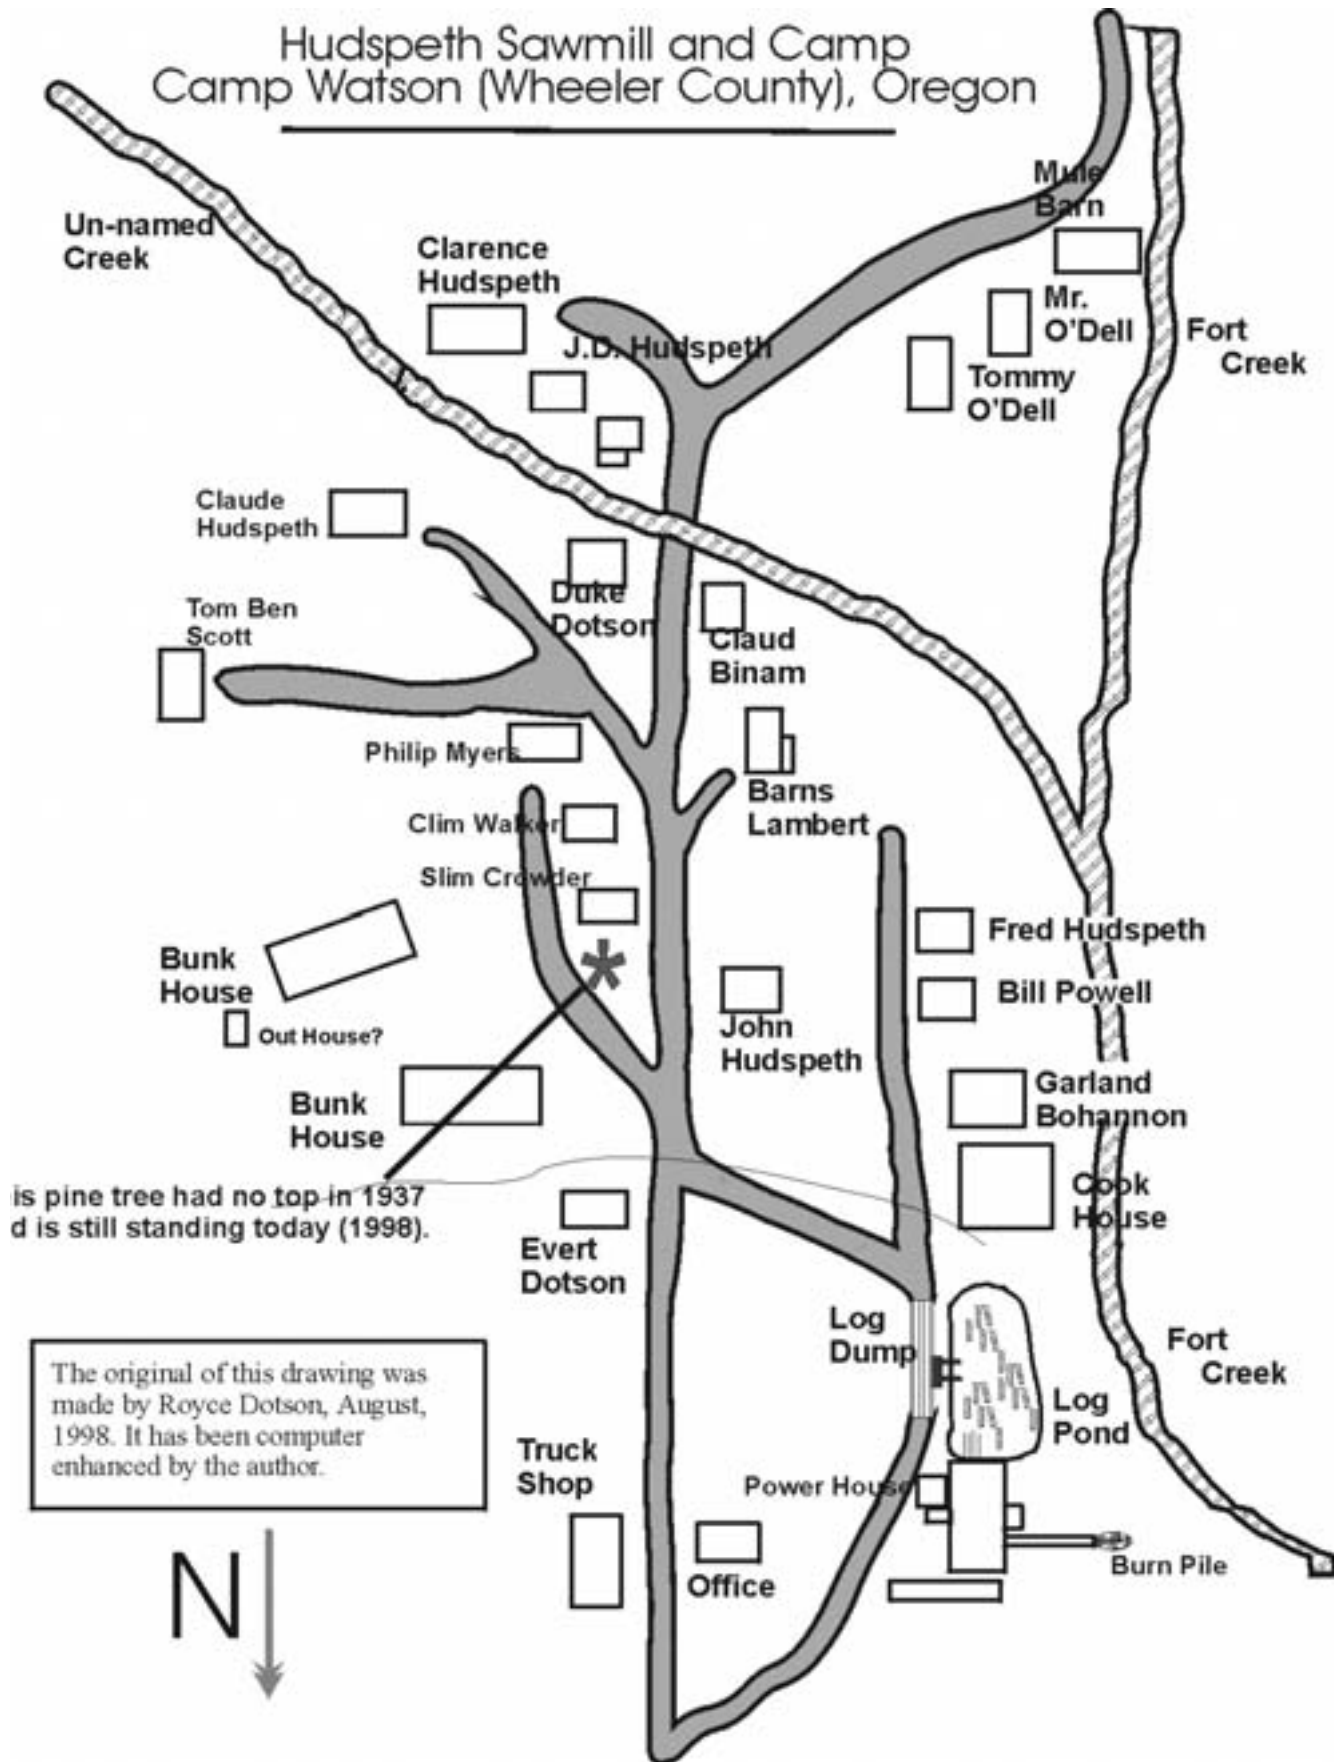 Hudspeth Sawmill and Camp
Camp Watson (Wheeler County), Oregon
Mule
Barn
Un-named
Creek
Clarence
Hudspeth
Mr.
O'Dell
Fort
Creek
J.D. Hudspeth
Tommy
O'Dell
Claude
Hudspeth
Duke
Dotson
Tom Ben
Scott
Claud
Binam
Philip Myers
Barns
Lambert
Clim Walker
Slim Crowder
Fred Hudspeth
Bunk
House
Bill Powell
Out House?
John
Hudspeth
Garland
Bohannon
Bunk
House
Cook
House
is pine tree had no top in 1937
d is still standing today (1998).
Evert
Dotson
Log
Dump
Fort
Creek
The original of this drawing was
made by Royce Dotson, August,
1998. It has been computer
enhanced by the author.
Log
Pond
Truck
Shop
Power House
Burn Pile
Office
N